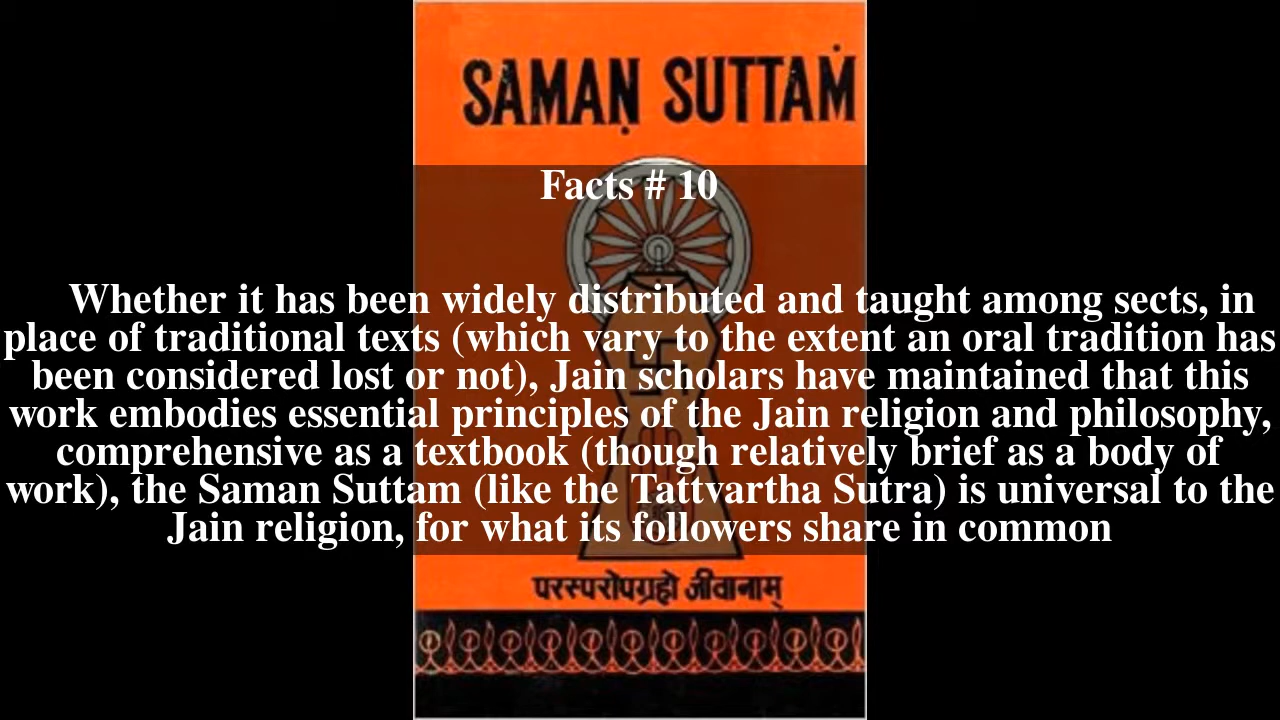 SAMAṆ SUTTAṀ
Facts # 10
Whether it has been widely distributed and taught among sects, in
place of traditional texts (which vary to the extent an oral tradition has
been considered lost or not), Jain scholars have maintained that this
work embodies essential principles of the Jain religion and philosophy,
comprehensive as a textbook (though relatively brief as a body of
work), the Saman Suttam (like the Tattvartha Sutra) is universal to the
Jain religion, for what its followers share in common
परस्परोपग्रहो जीवानाम्